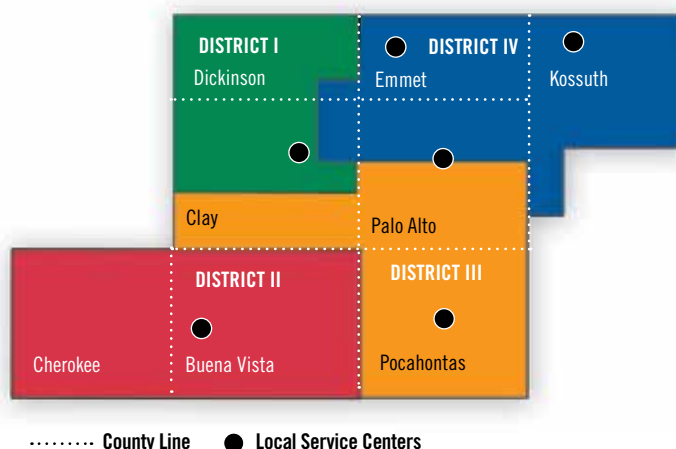 DISTRICT I
Dickinson
DISTRICT IV
Emmet
Kossuth
Clay
Palo Alto
DISTRICT II
DISTRICT III
Cherokee
Buena Vista
Pocahontas
County Line
Local Service Centers